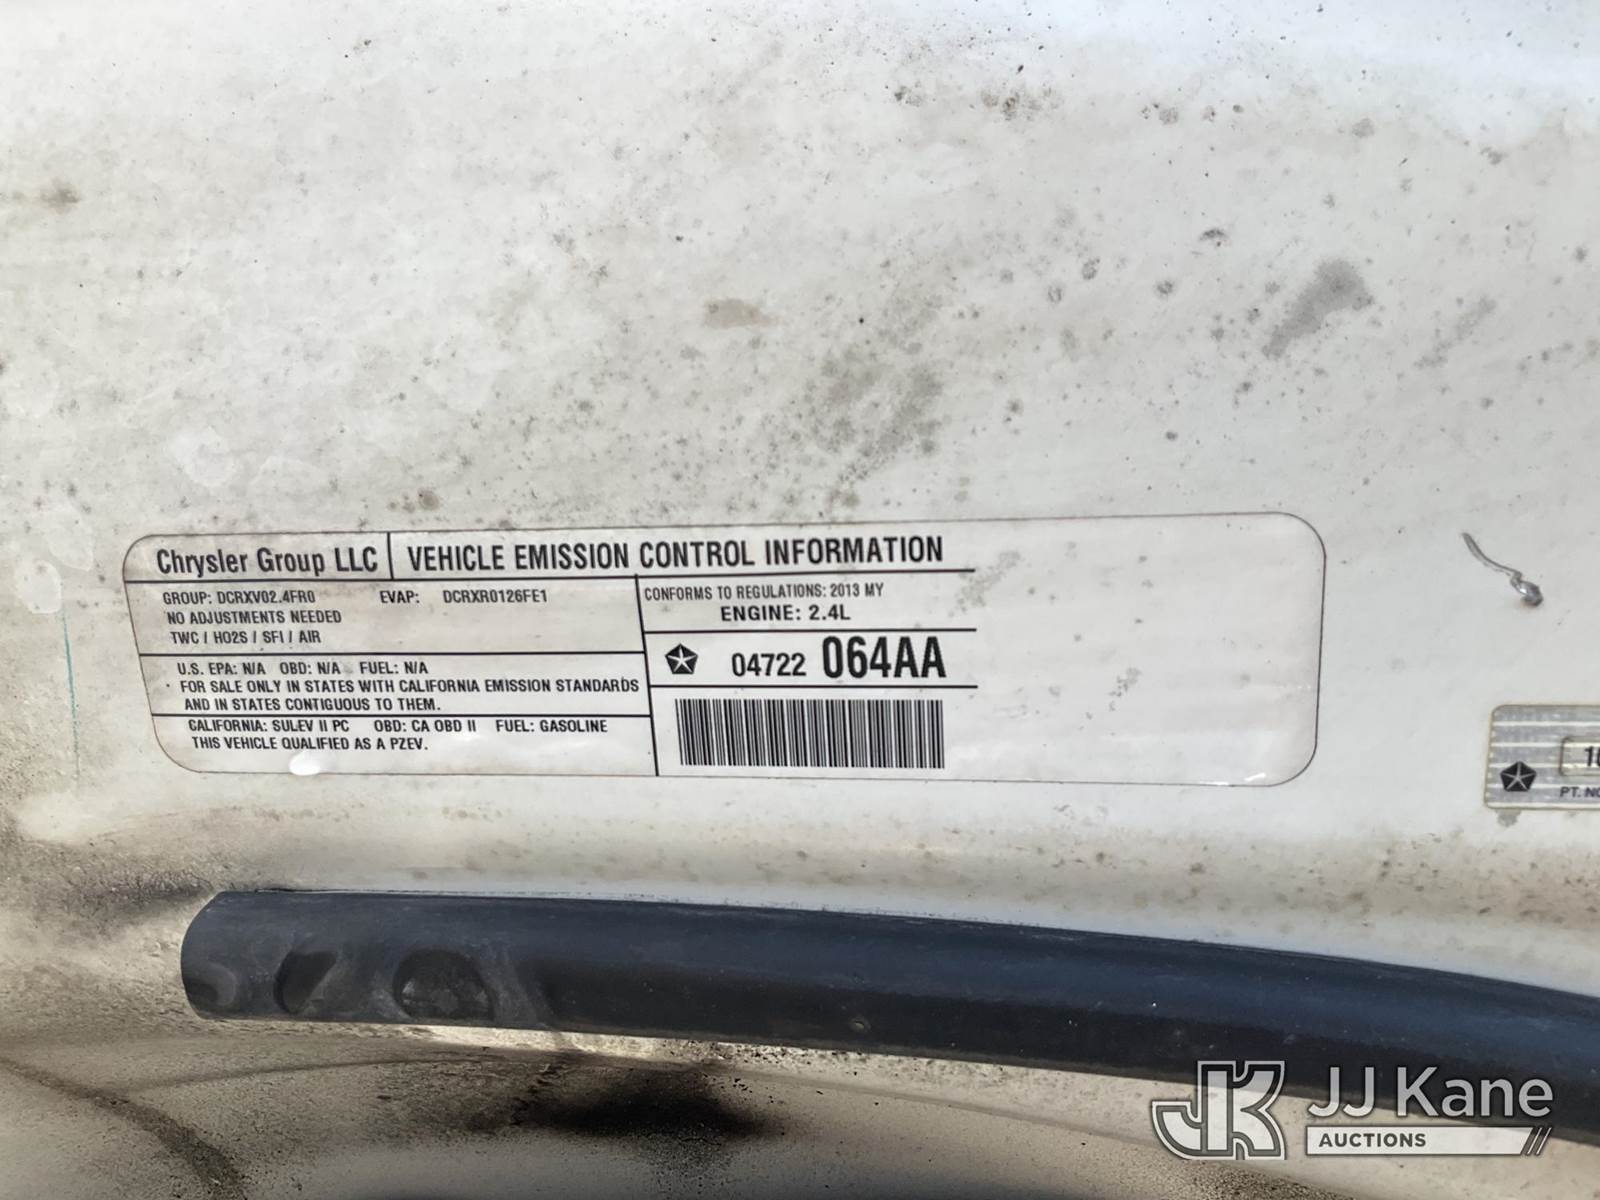 Chrysler Group LLC VEHICLE EMISSION CONTROL INFORMATION
GROUP: DCRXV02.4FR0 EVAP: DCRXR0126FE1
NO ADJUSTMENTS NEEDED
TWC / HO2S / SFI / AIR
U.S. EPA: N/A OBD: N/A FUEL: N/A
FOR SALE ONLY IN STATES WITH CALIFORNIA EMISSION STANDARDS
AND IN STATES CONTIGUOUS TO THEM.
CALIFORNIA: SULEV II PC OBD: CA OBD II FUEL: GASOLINE
THIS VEHICLE QUALIFIED AS A PZEV.
CONFORMS TO REGULATIONS: 2013 MY
ENGINE: 2.4L
04722 064AA
PT. NO
JK JJ Kane
AUCTIONS